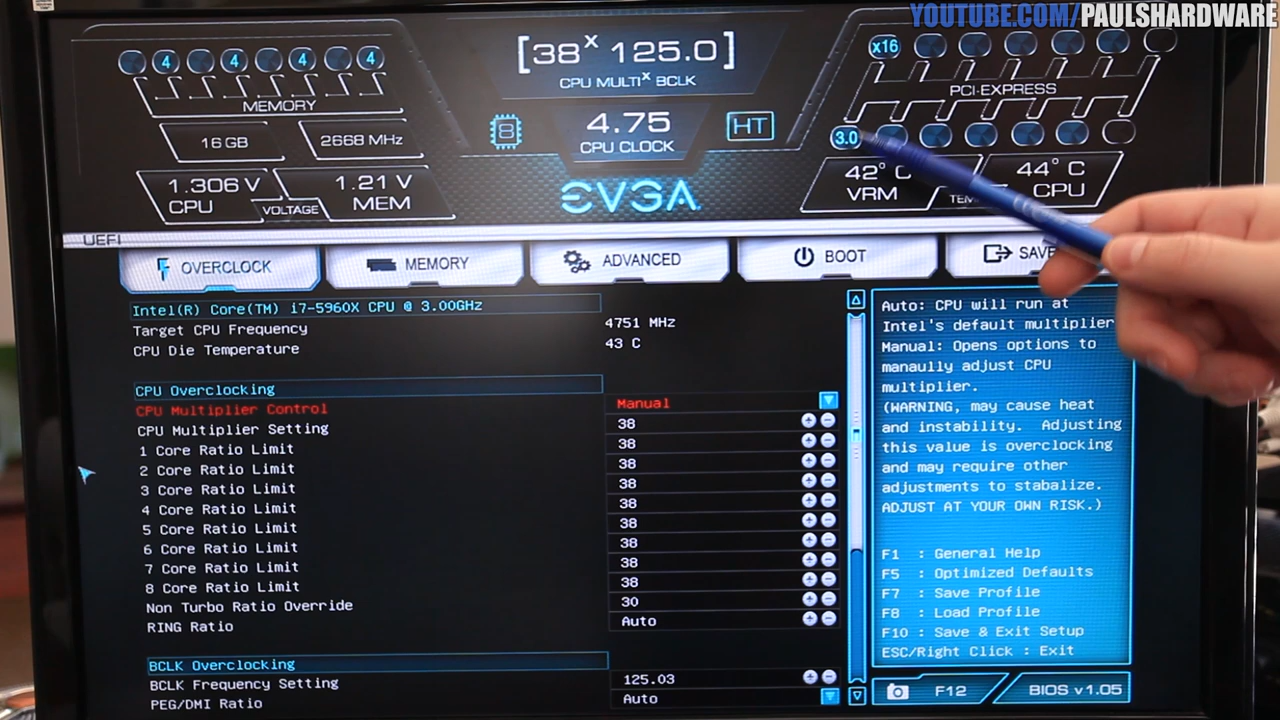 YOUTUBE.COM/PAULSHARDWARE
4 4 4 4
MEMORY
16 GB
2668 MHz
1.306 V
CPU
VOLTAGE
1.21 V
MEM
[38 x 125.0]
CPU MULTI x BCLK
8
4.75
CPU CLOCK
HT
EVGA
x16
PCI-EXPRESS
3.0
42° C
VRM
44° C
CPU
UEFI
OVERCLOCK
MEMORY
ADVANCED
BOOT
Intel(R) Core(TM) i7-5960X CPU @ 3.00GHz
Target CPU Frequency 4751 MHz
CPU Die Temperature 43 C
CPU Overclocking
CPU Multiplier Control Manual
CPU Multiplier Setting 38
1 Core Ratio Limit 38
2 Core Ratio Limit 38
3 Core Ratio Limit 38
4 Core Ratio Limit 38
5 Core Ratio Limit 38
6 Core Ratio Limit 38
7 Core Ratio Limit 38
8 Core Ratio Limit 38
Non Turbo Ratio Override 30
RING Ratio Auto
BCLK Overclocking
BCLK Frequency Setting 125.03
PEG/DMI Ratio Auto
Auto: CPU will run at
Intel's default multiplier
Manual: Opens options to
manaully adjust CPU
multiplier.
(WARNING, may cause heat
and instability. Adjusting
this value is overclocking
and may require other
adjustments to stabalize.
ADJUST AT YOUR OWN RISK.)
F1 : General Help
F5 : Optimized Defaults
F7 : Save Profile
F8 : Load Profile
F10 : Save & Exit Setup
ESC/Right Click : Exit
F12
BIOS v1.05